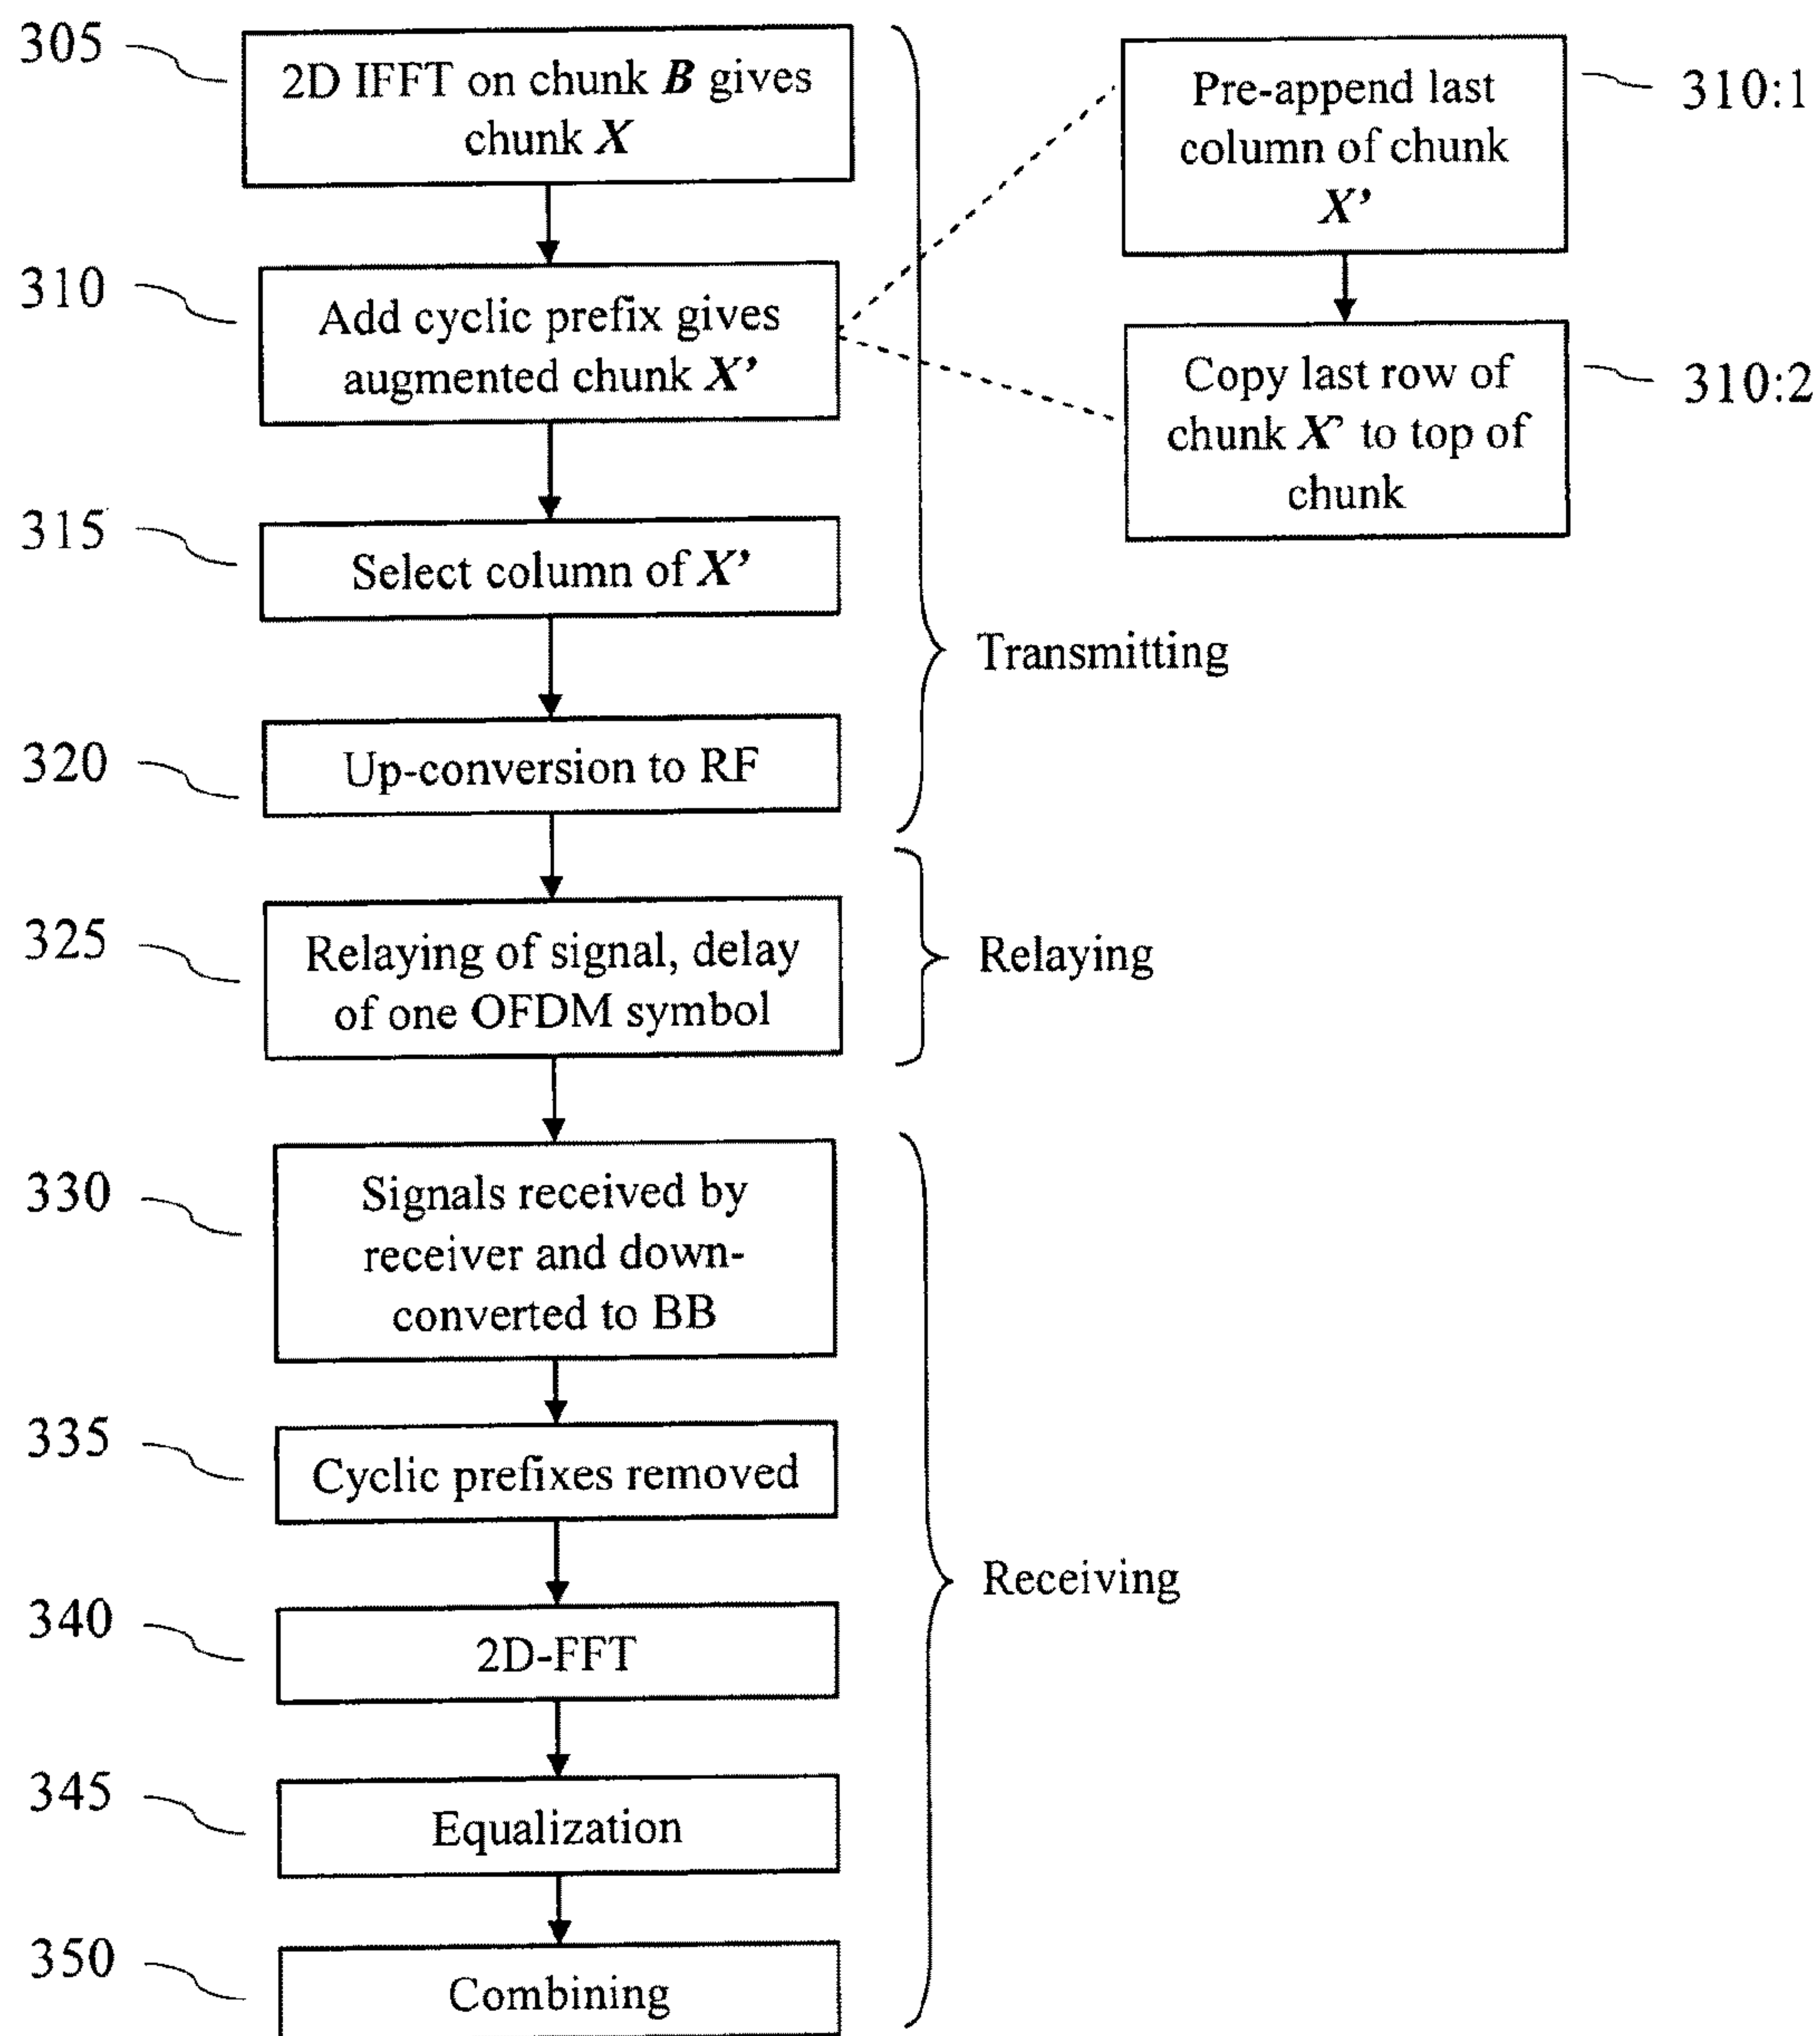 305
2D IFFT on chunk B gives
chunk X
310
Add cyclic prefix gives
augmented chunk X’
310:1
Pre-append last
column of chunk
X’
310:2
Copy last row of
chunk X’ to top of
chunk
315
Select column of X’
320
Up-conversion to RF
Transmitting
325
Relaying of signal, delay
of one OFDM symbol
Relaying
330
Signals received by
receiver and down-
converted to BB
335
Cyclic prefixes removed
340
2D-FFT
345
Equalization
350
Combining
Receiving